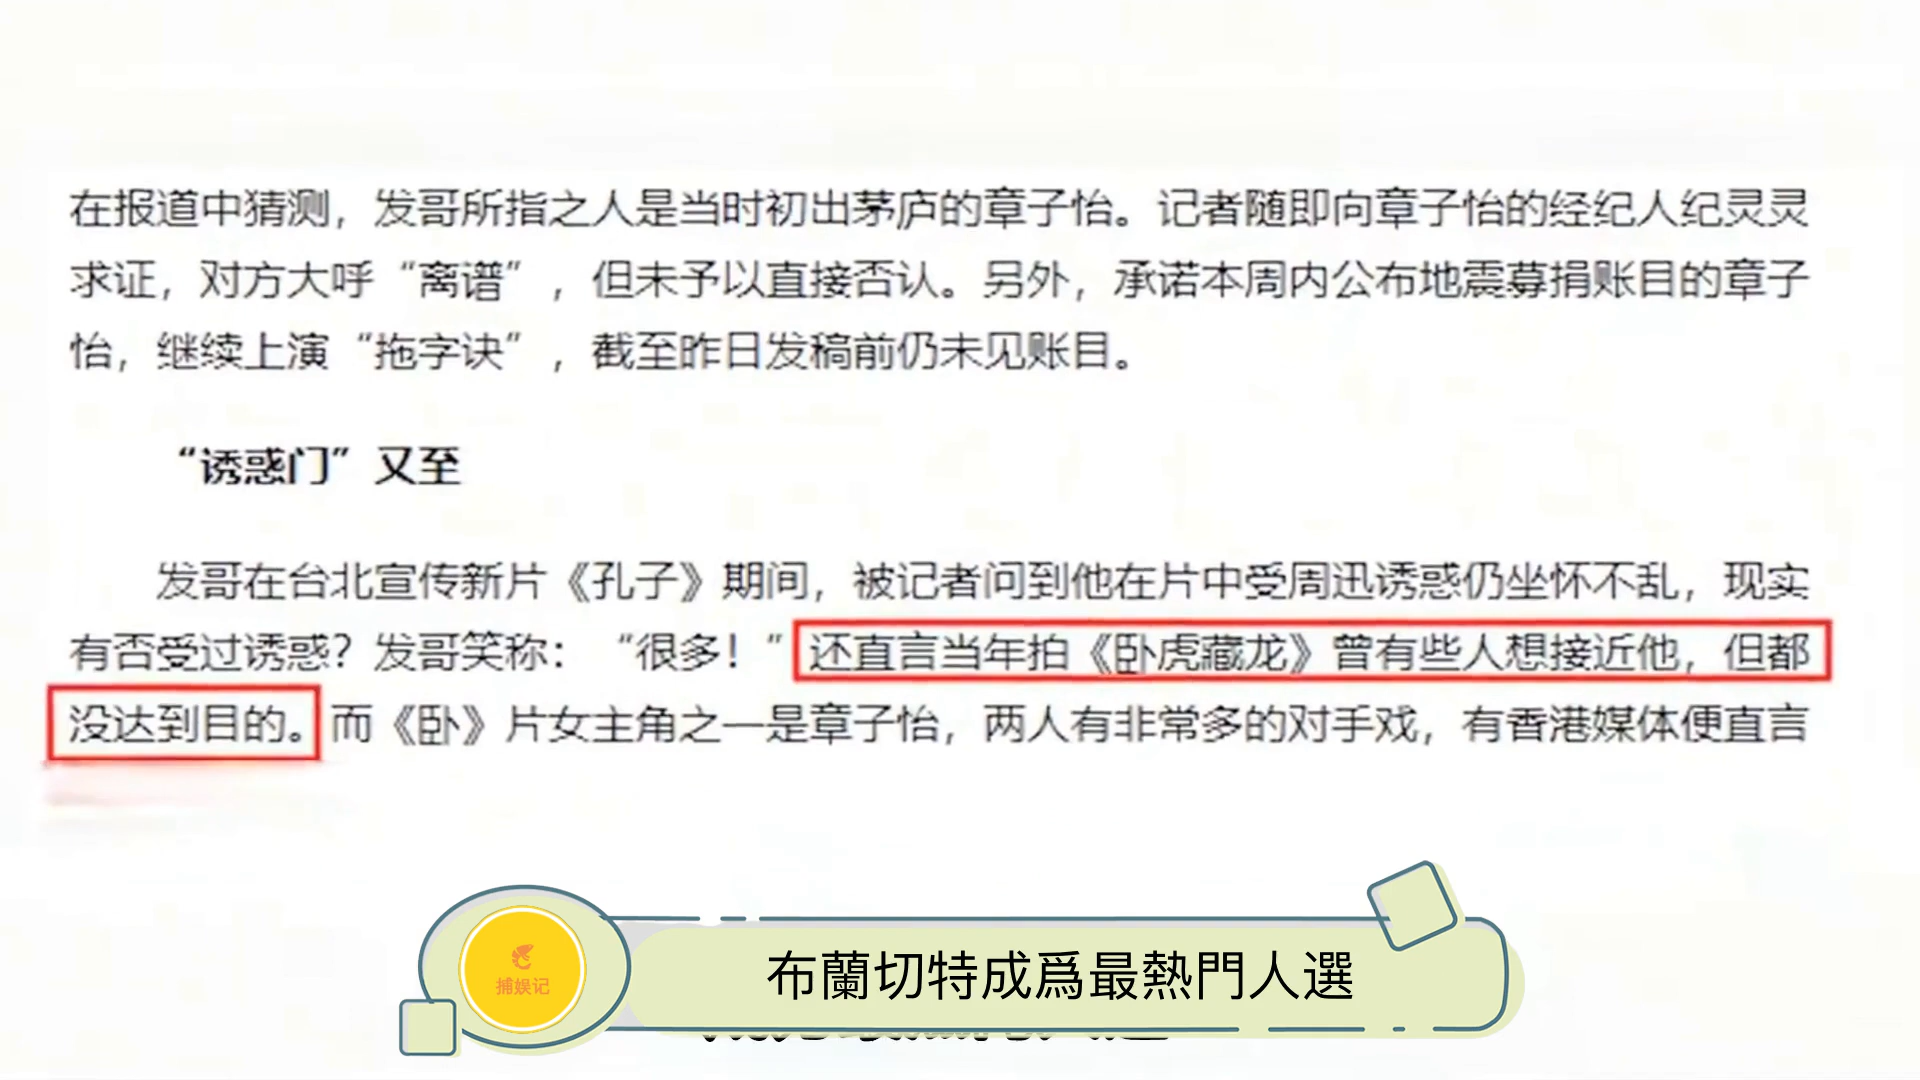 在报道中猜测，发哥所指之人是当时初出茅庐的章子怡。记者随即向章子怡的经纪人纪灵灵
求证，对方大呼“离谱”，但未予以直接否认。另外，承诺本周内公布地震募捐账目的章子
怡，继续上演“拖字诀”，截至昨日发稿前仍未见账目。
“诱惑门”又至
发哥在台北宣传新片《孔子》期间，被记者问到他在片中受周迅诱惑仍坐怀不乱，现实
有否受过诱惑？发哥笑称：“很多！”还直言当年拍《卧虎藏龙》曾有些人想接近他，但都
没达到目的。而《卧》片女主角之一是章子怡，两人有非常多的对手戏，有香港媒体便直言
捕娱记
布蘭切特成爲最熱門人選